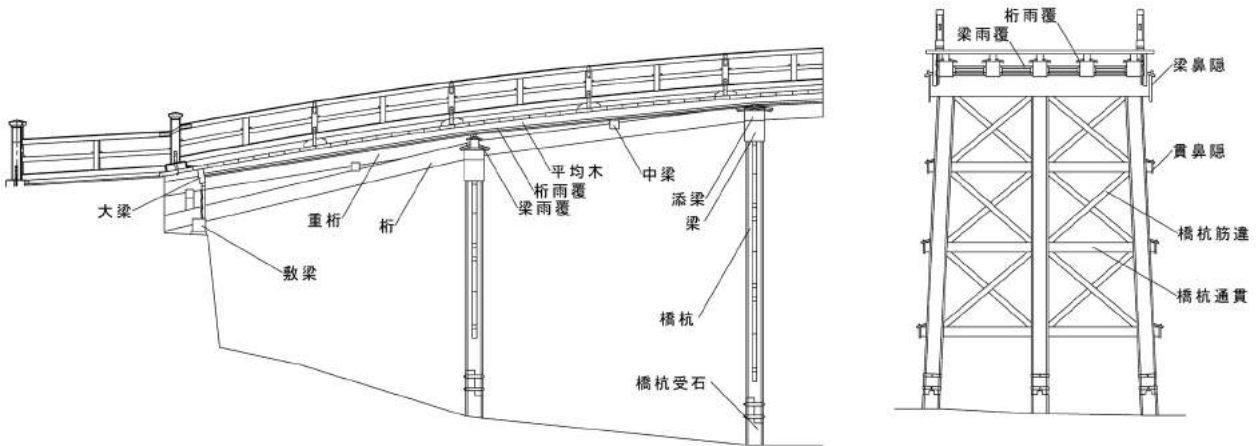 大梁
敷梁
重桁
桁
平均木
桁雨覆
梁雨覆
中梁
添梁
梁
橋杭
橋杭受石
桁雨覆
梁雨覆
梁鼻隠
貫鼻隠
橋杭筋違
橋杭通貫